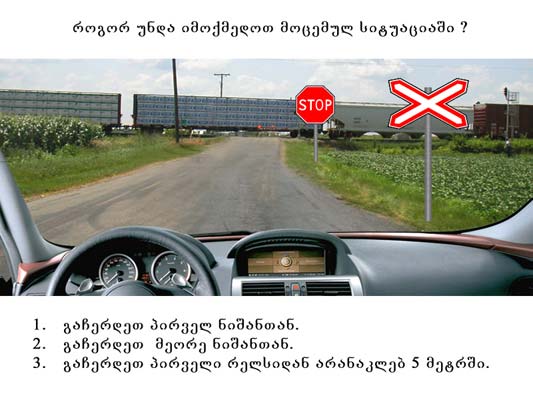 როგორ უნდა იმოქმედოთ მოცემულ სიტუაციაში ?
STOP
1. გაჩერდეთ პირველ ნიშანთან.
2. გაჩერდეთ მეორე ნიშანთან.
3. გაჩერდეთ პირველი რელსიდან არანაკლებ 5 მეტრში.